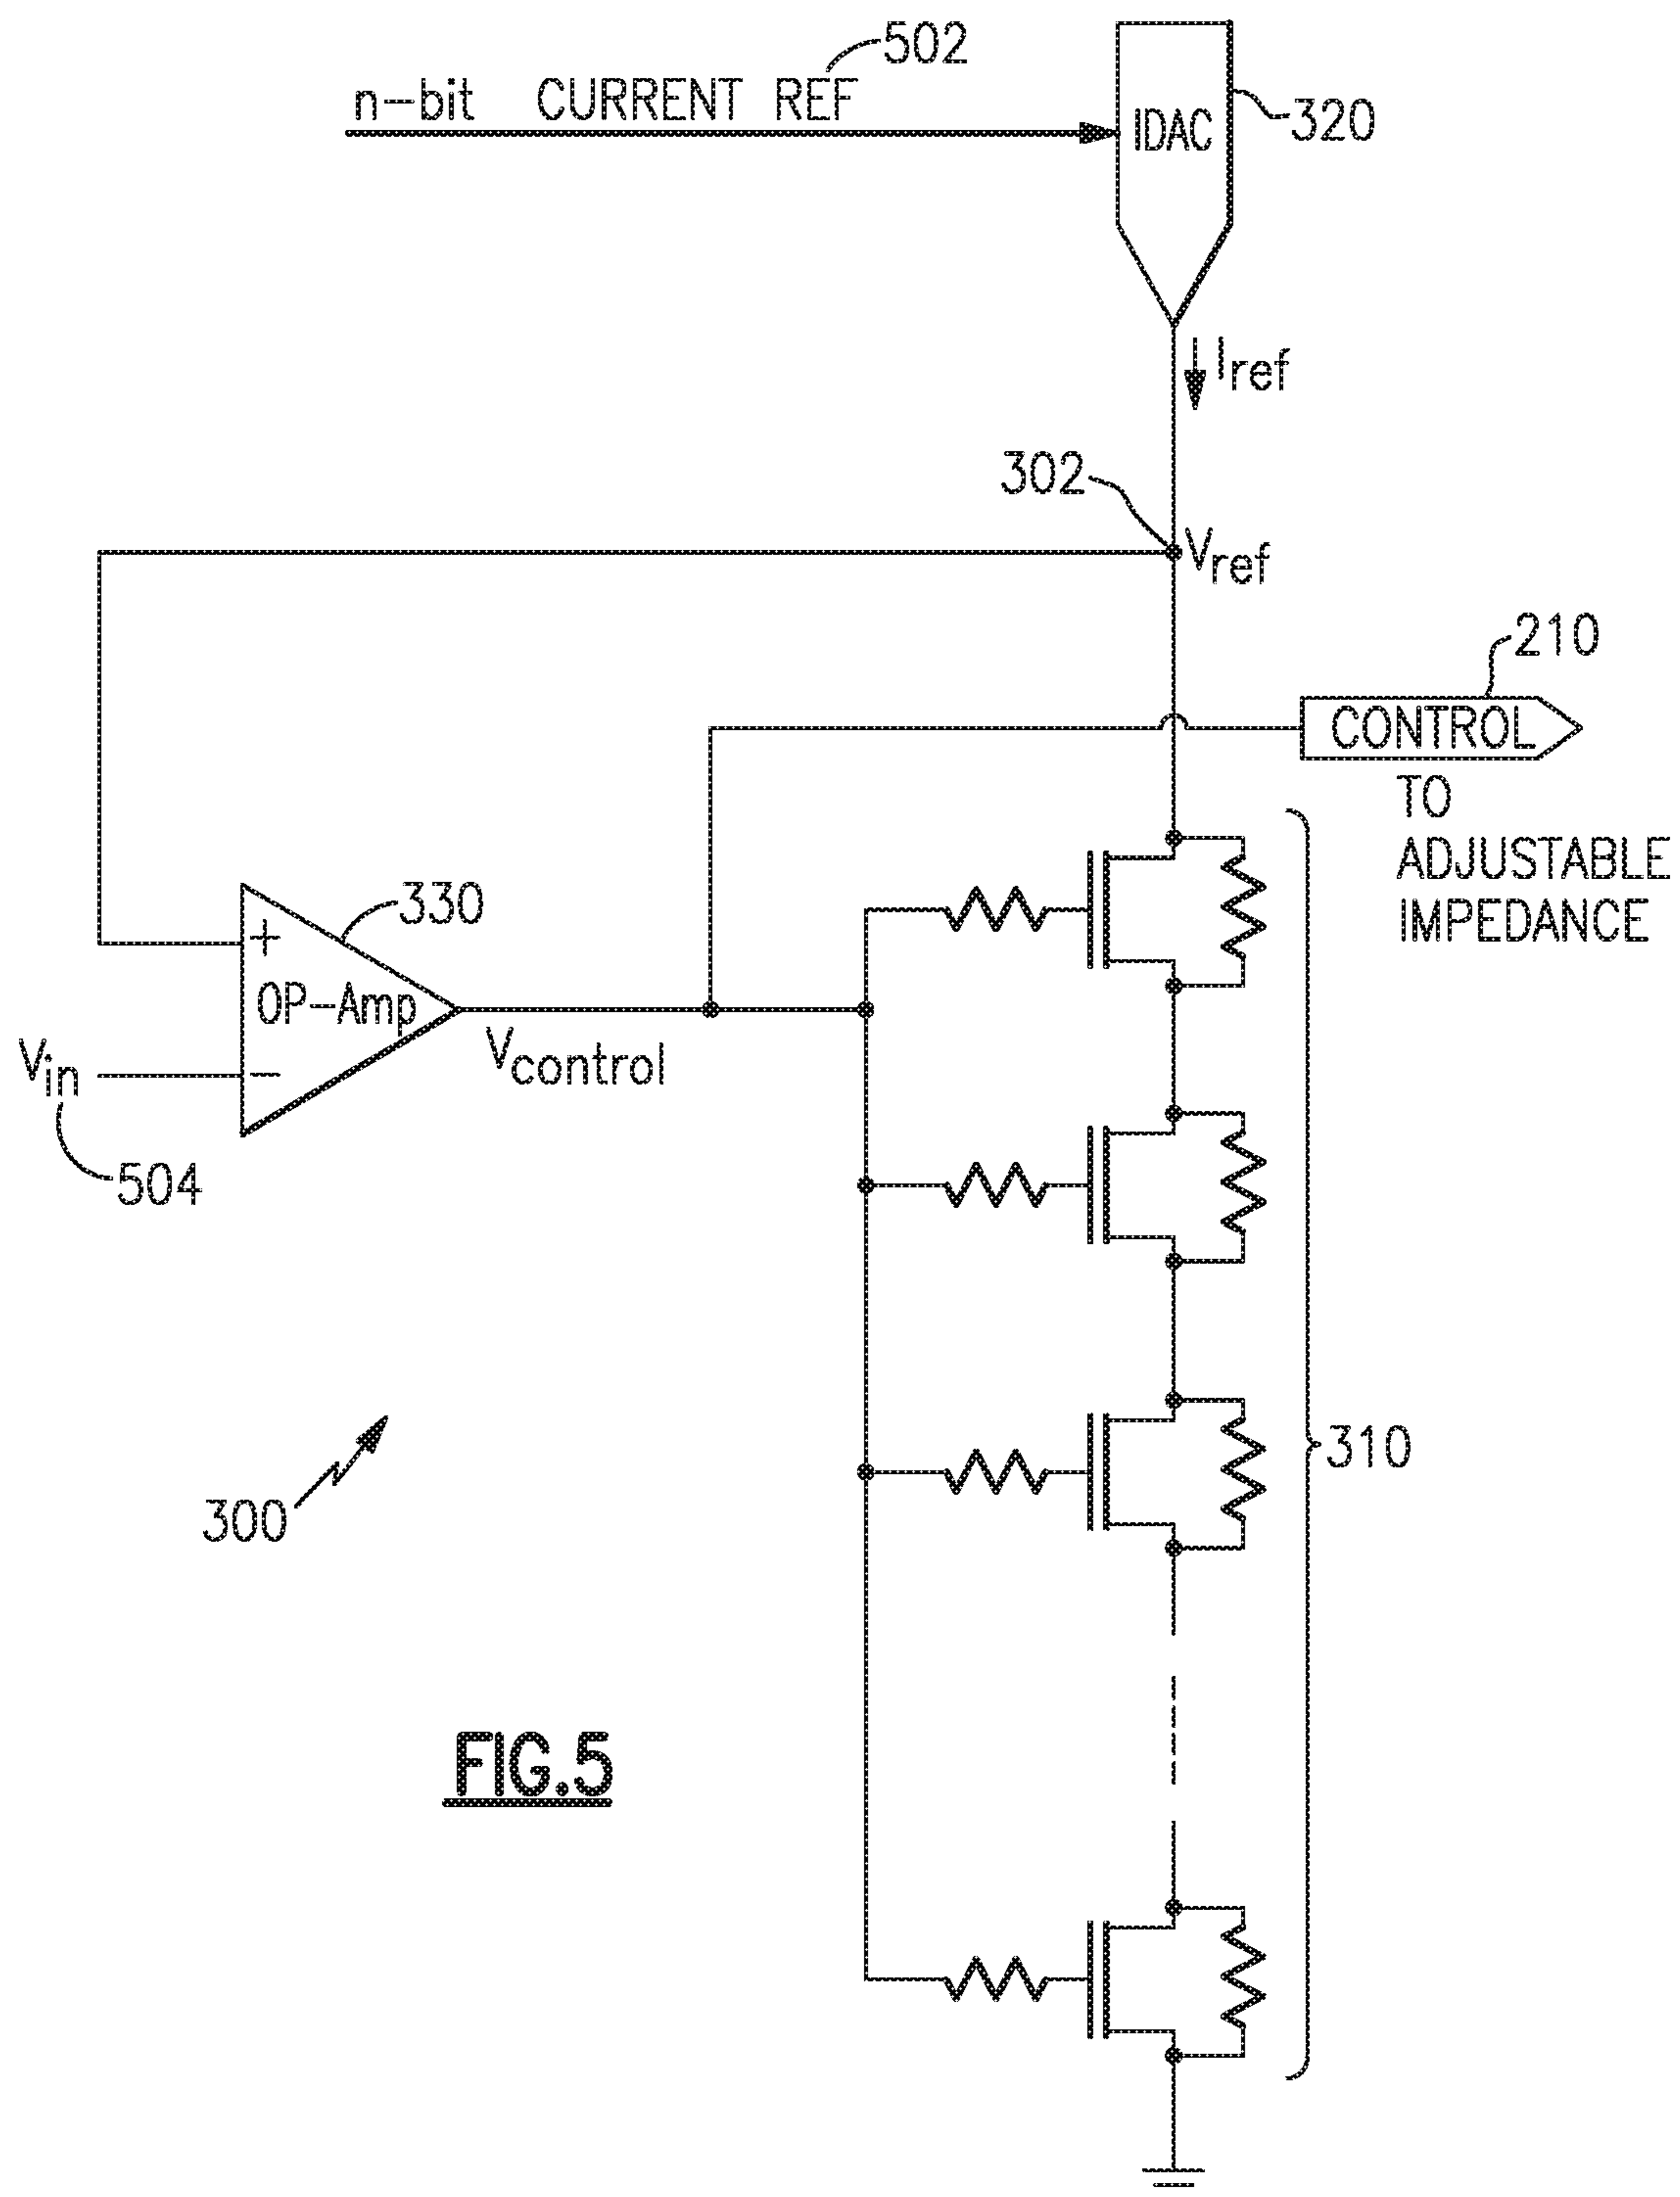 502
n-bit CURRENT REF
IDAC
320
Iref
302
Vref
210
CONTROL
TO
ADJUSTABLE
IMPEDANCE
330
+
OP-Amp
−
Vcontrol
Vin
504
310
300
FIG.5